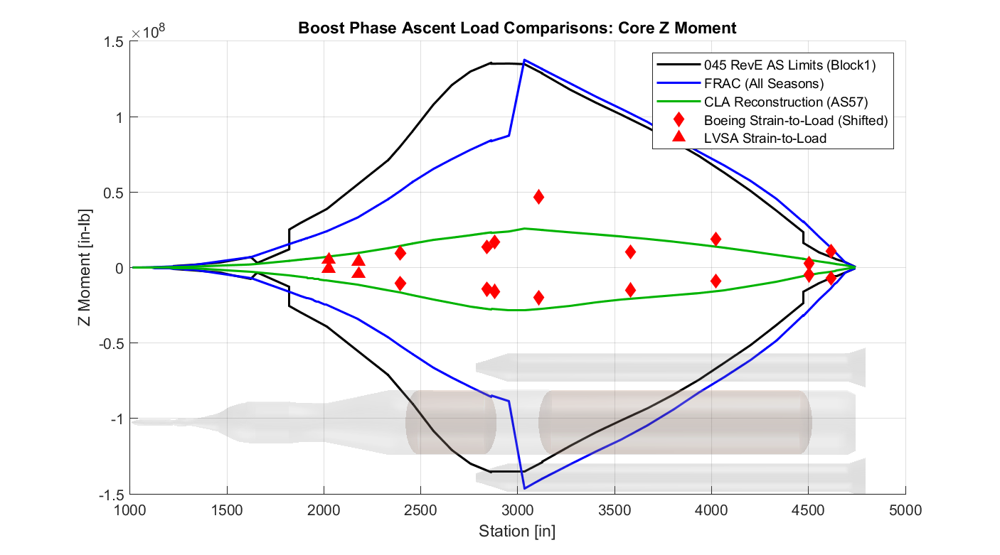 Boost Phase Ascent Load Comparisons: Core Z Moment
×10^8
1.5
1
0.5
0
-0.5
-1
-1.5
Z Moment [in-lb]
045 RevE AS Limits (Block1)
FRAC (All Seasons)
CLA Reconstruction (AS57)
Boeing Strain-to-Load (Shifted)
LVSA Strain-to-Load
1000 1500 2000 2500 3000 3500 4000 4500 5000
Station [in]